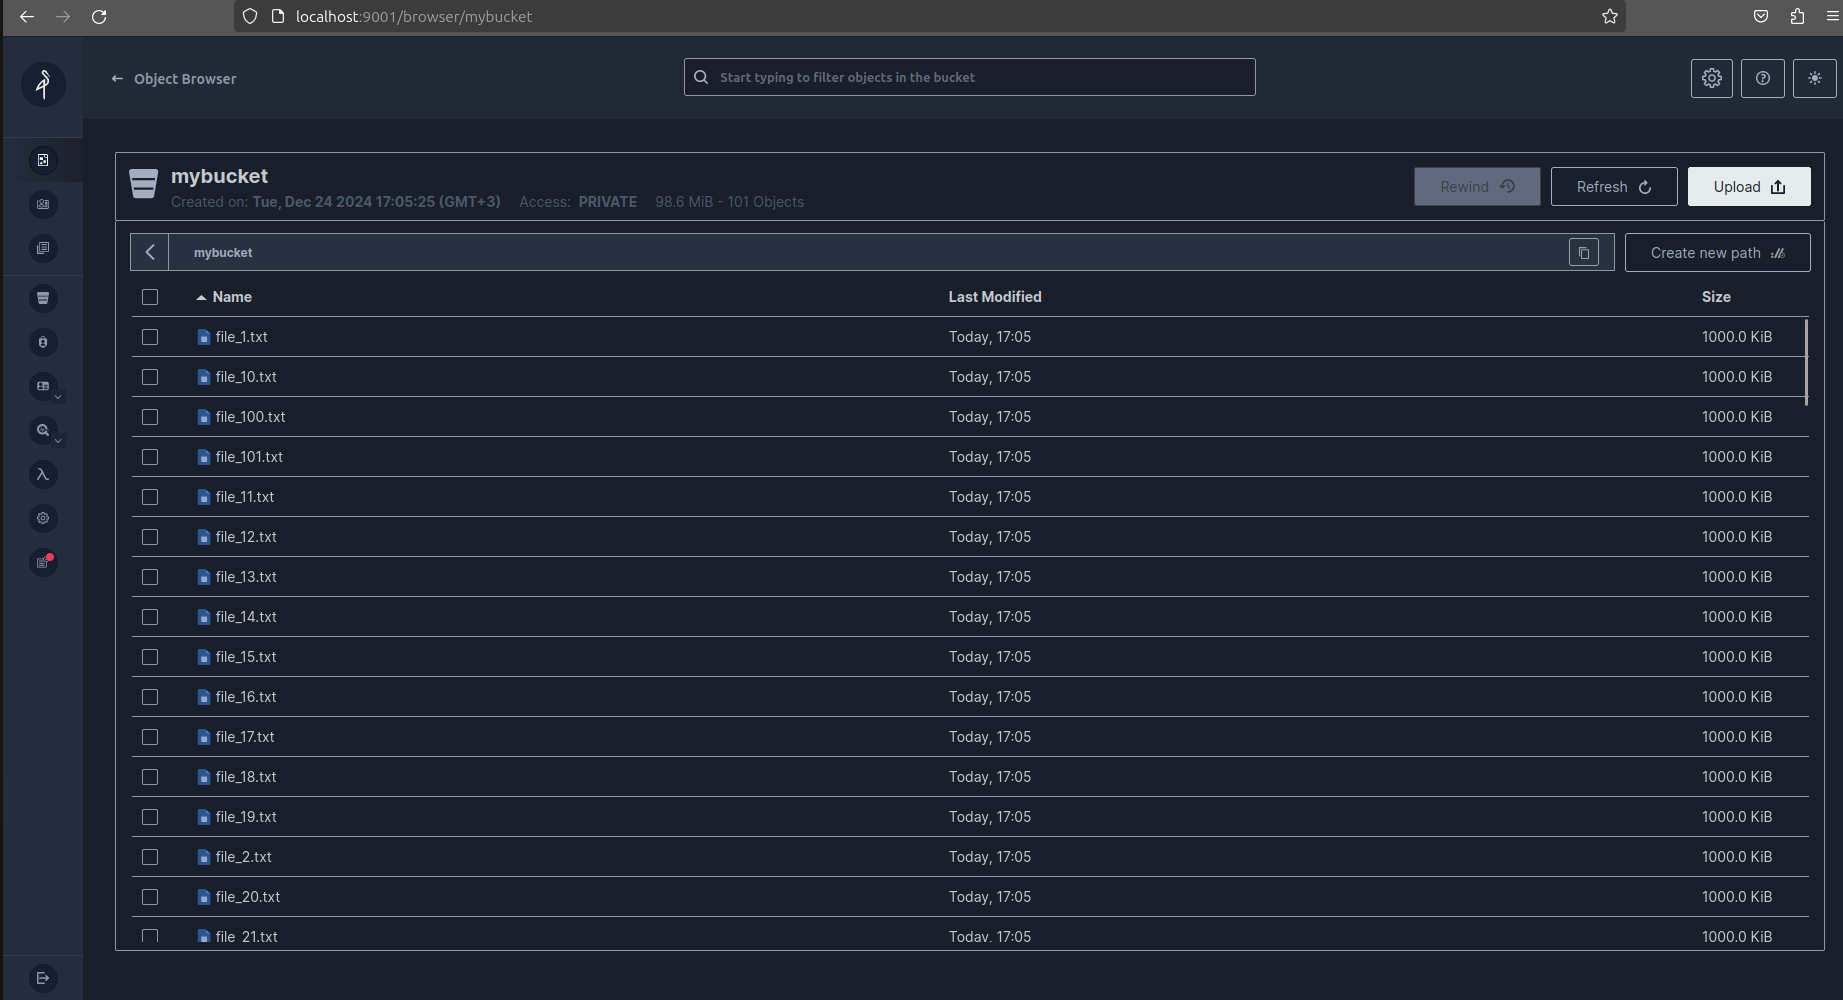 localhost:9001/browser/mybucket
Object Browser
Start typing to filter objects in the bucket
mybucket
Created on: Tue, Dec 24 2024 17:05:25 (GMT+3) Access: PRIVATE 98.6 MiB - 101 Objects
Rewind Refresh Upload
mybucket
Create new path
Name Last Modified Size
file_1.txt Today, 17:05 1000.0 KiB
file_10.txt Today, 17:05 1000.0 KiB
file_100.txt Today, 17:05 1000.0 KiB
file_101.txt Today, 17:05 1000.0 KiB
file_11.txt Today, 17:05 1000.0 KiB
file_12.txt Today, 17:05 1000.0 KiB
file_13.txt Today, 17:05 1000.0 KiB
file_14.txt Today, 17:05 1000.0 KiB
file_15.txt Today, 17:05 1000.0 KiB
file_16.txt Today, 17:05 1000.0 KiB
file_17.txt Today, 17:05 1000.0 KiB
file_18.txt Today, 17:05 1000.0 KiB
file_19.txt Today, 17:05 1000.0 KiB
file_2.txt Today, 17:05 1000.0 KiB
file_20.txt Today, 17:05 1000.0 KiB
file_21.txt Today, 17:05 1000.0 KiB